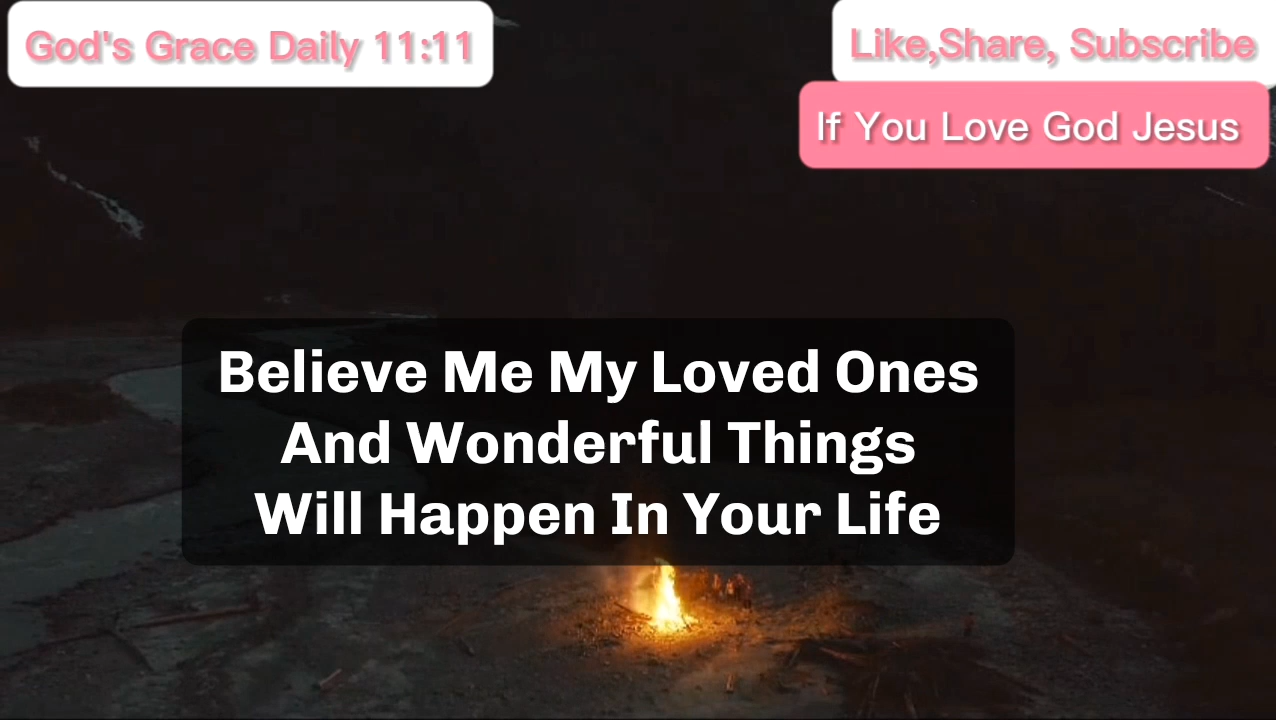 God's Grace Daily 11:11
Like,Share, Subscribe
If You Love God Jesus
Believe Me My Loved Ones
And Wonderful Things
Will Happen In Your Life